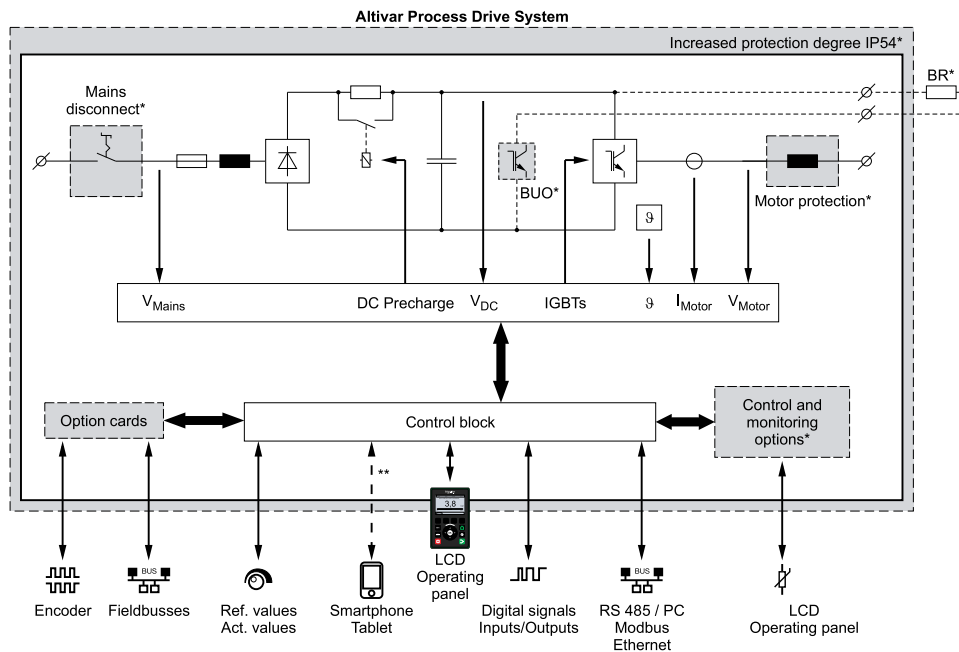 Altivar Process Drive System
Increased protection degree IP54*
Mains
disconnect*
BR*
BUO*
Motor protection*
ϑ
VMains
DC Precharge
VDC
IGBTs
ϑ
IMotor
VMotor
Option cards
Control block
Control and
monitoring
options*
**
3,8
BUS
BUS
Encoder
Fieldbusses
Ref. values
Act. values
Smartphone
Tablet
LCD
Operating
panel
Digital signals
Inputs/Outputs
RS 485 / PC
Modbus
Ethernet
LCD
Operating panel